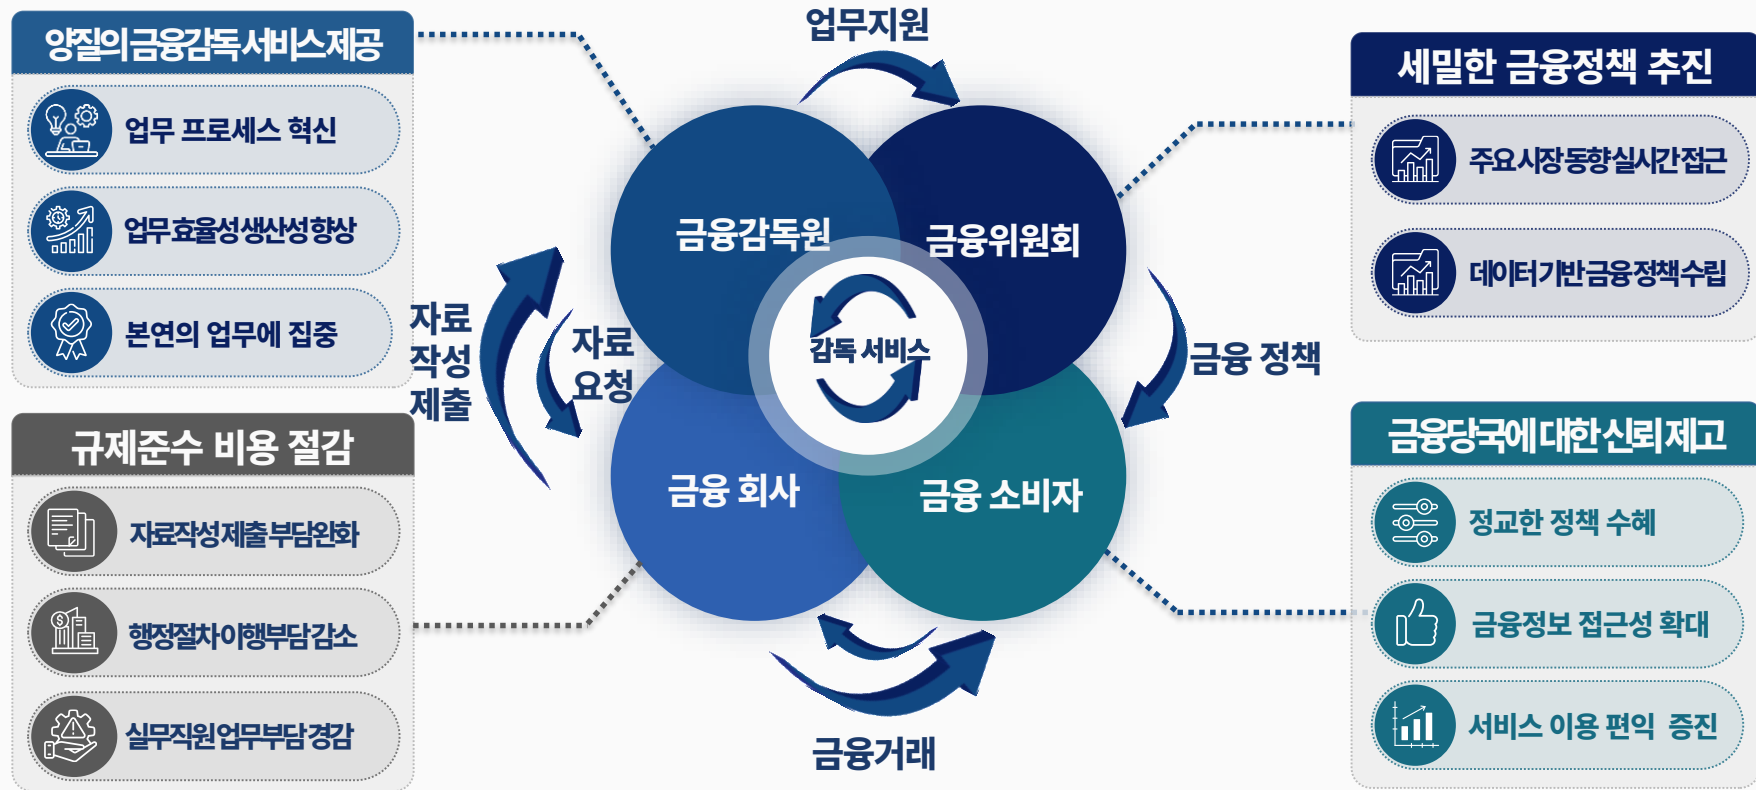 양질의 금융감독 서비스 제공
업무 프로세스 혁신
업무 효율성 생산성 향상
본연의 업무에 집중
규제준수 비용 절감
자료작성 제출 부담완화
행정절차 이행부담 감소
실무직원 업무부담 경감
업무지원
금융감독원
금융위원회
감독 서비스
자료
작성
제출
자료
요청
금융 정책
금융 회사
금융 소비자
금융거래
세밀한 금융정책 추진
주요 시장 동향 실시간 접근
데이터 기반 금융 정책 수립
금융당국에 대한 신뢰 제고
정교한 정책 수혜
금융정보 접근성 확대
서비스 이용 편익 증진